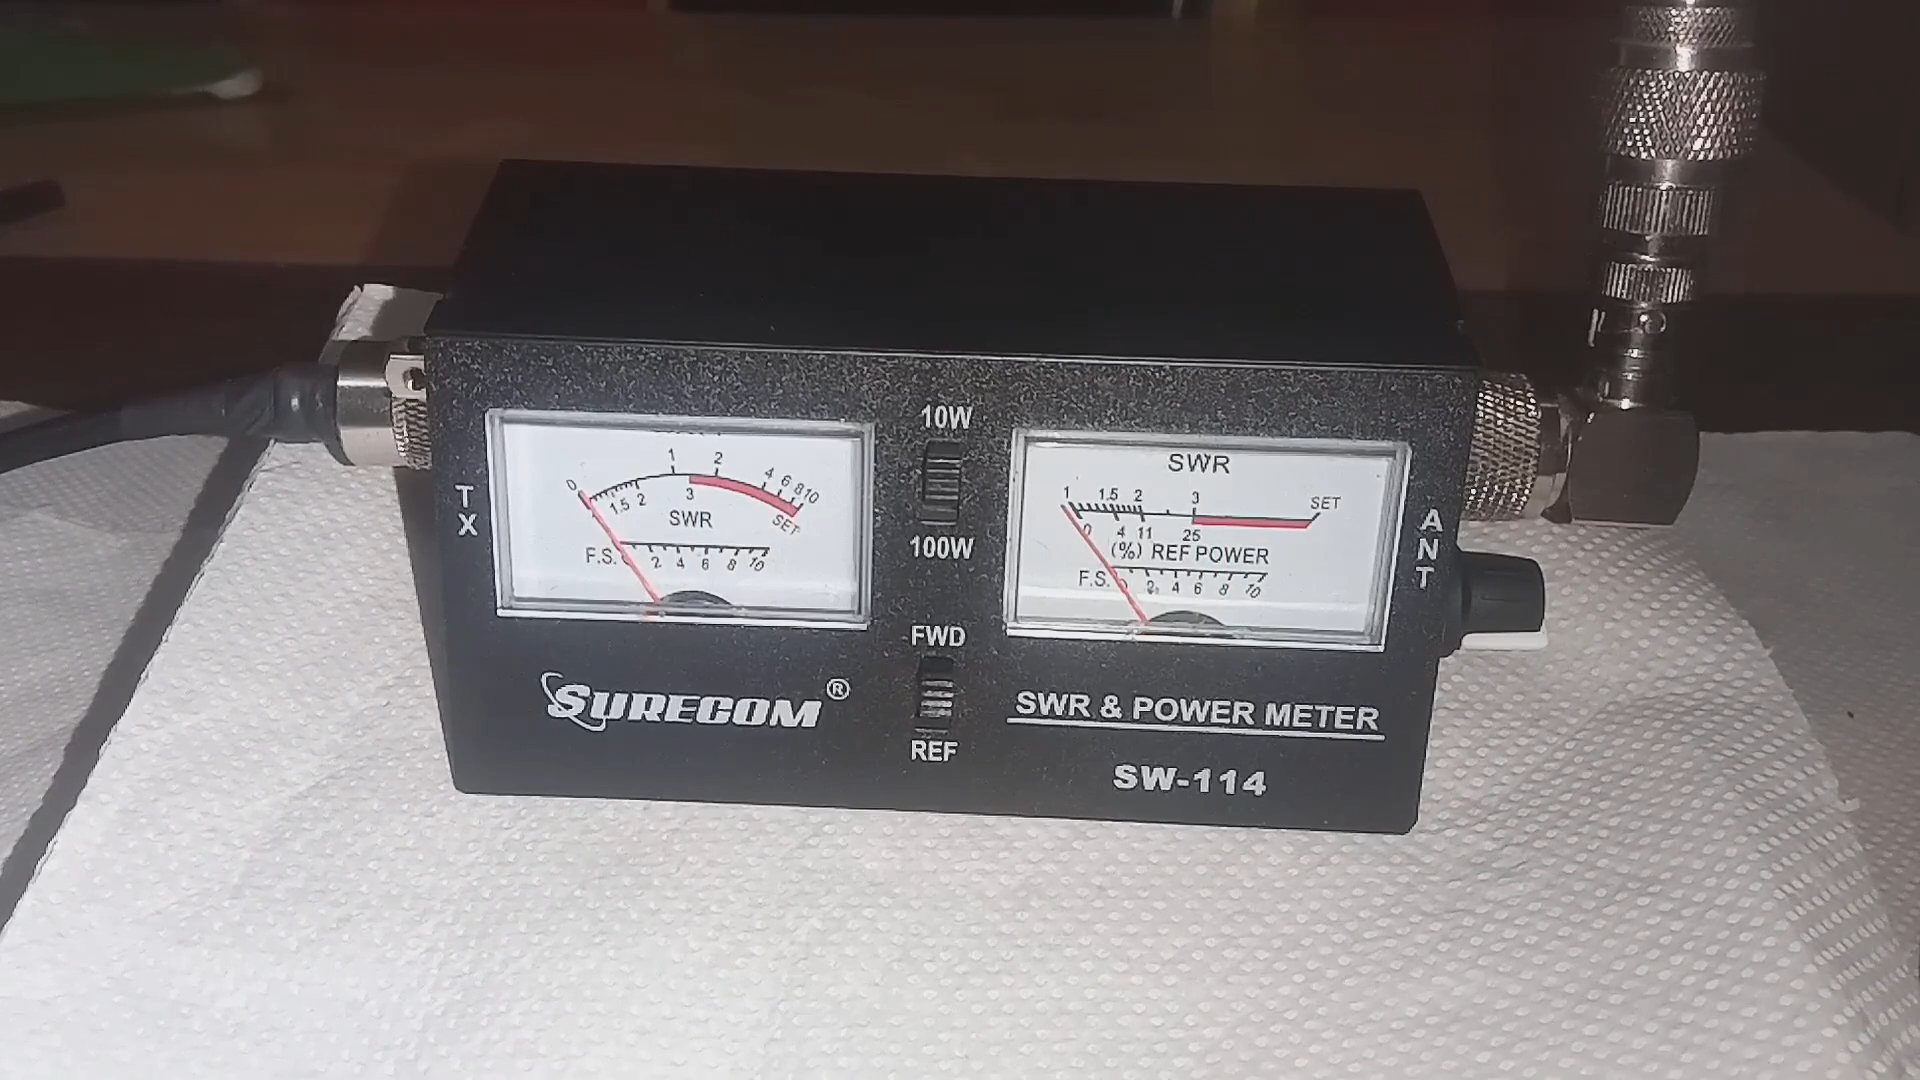 TX
0 1 2 4 6 8 10
1.5 2 3
SWR
SET
F.S. 0 2 4 6 8 10
10W
100W
SWR
1 1.5 2 3 SET
0 4 11 25
(%) REF POWER
F.S. 0 2 4 6 8 10
ANT
FWD
REF
SURECOM®
SWR & POWER METER
SW-114